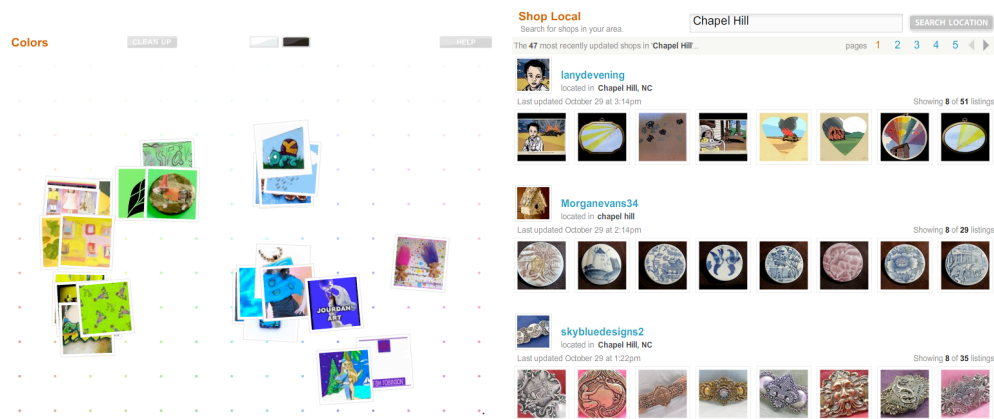 Colors
CLEAN UP
HELP
JOURDAN
ART
Shop Local
Search for shops in your area.
Chapel Hill
SEARCH LOCATION
The 47 most recently updated shops in 'Chapel Hill'...
pages 1 2 3 4 5
lanydevening
located in Chapel Hill, NC
Last updated October 29 at 3:14pm
Showing 8 of 51 listings
Morganevans34
located in chapel hill
Last updated October 29 at 2:14pm
Showing 8 of 29 listings
skybluedesigns2
located in Chapel Hill, NC
Last updated October 29 at 1:22pm
Showing 8 of 35 listings